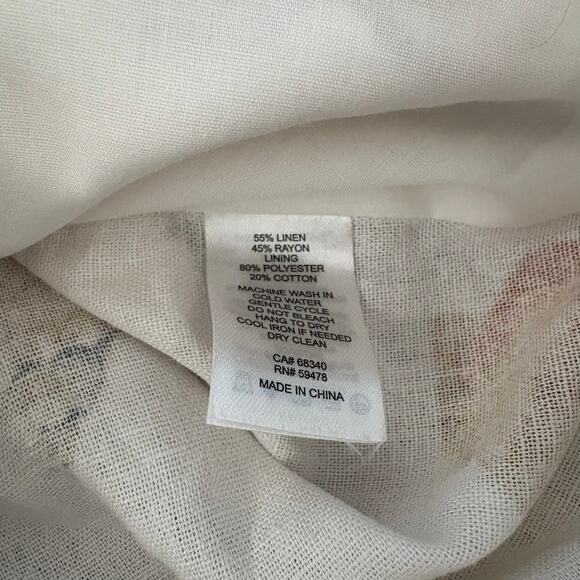 55% LINEN
45% RAYON
LINING
80% POLYESTER
20% COTTON
MACHINE WASH IN
COLD WATER
GENTLE CYCLE
DO NOT BLEACH
HANG TO DRY
COOL IRON IF NEEDED
DRY CLEAN
CA# 68340
RN# 59478
MADE IN CHINA